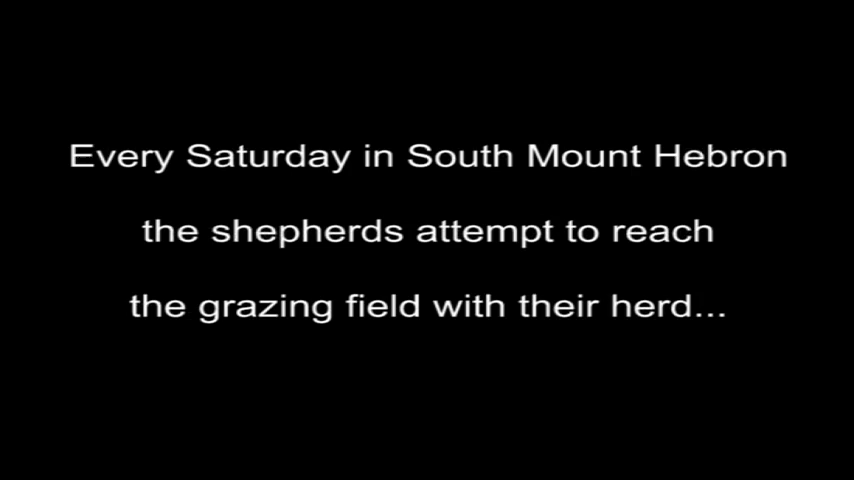 Every Saturday in South Mount Hebron
the shepherds attempt to reach
the grazing field with their herd...